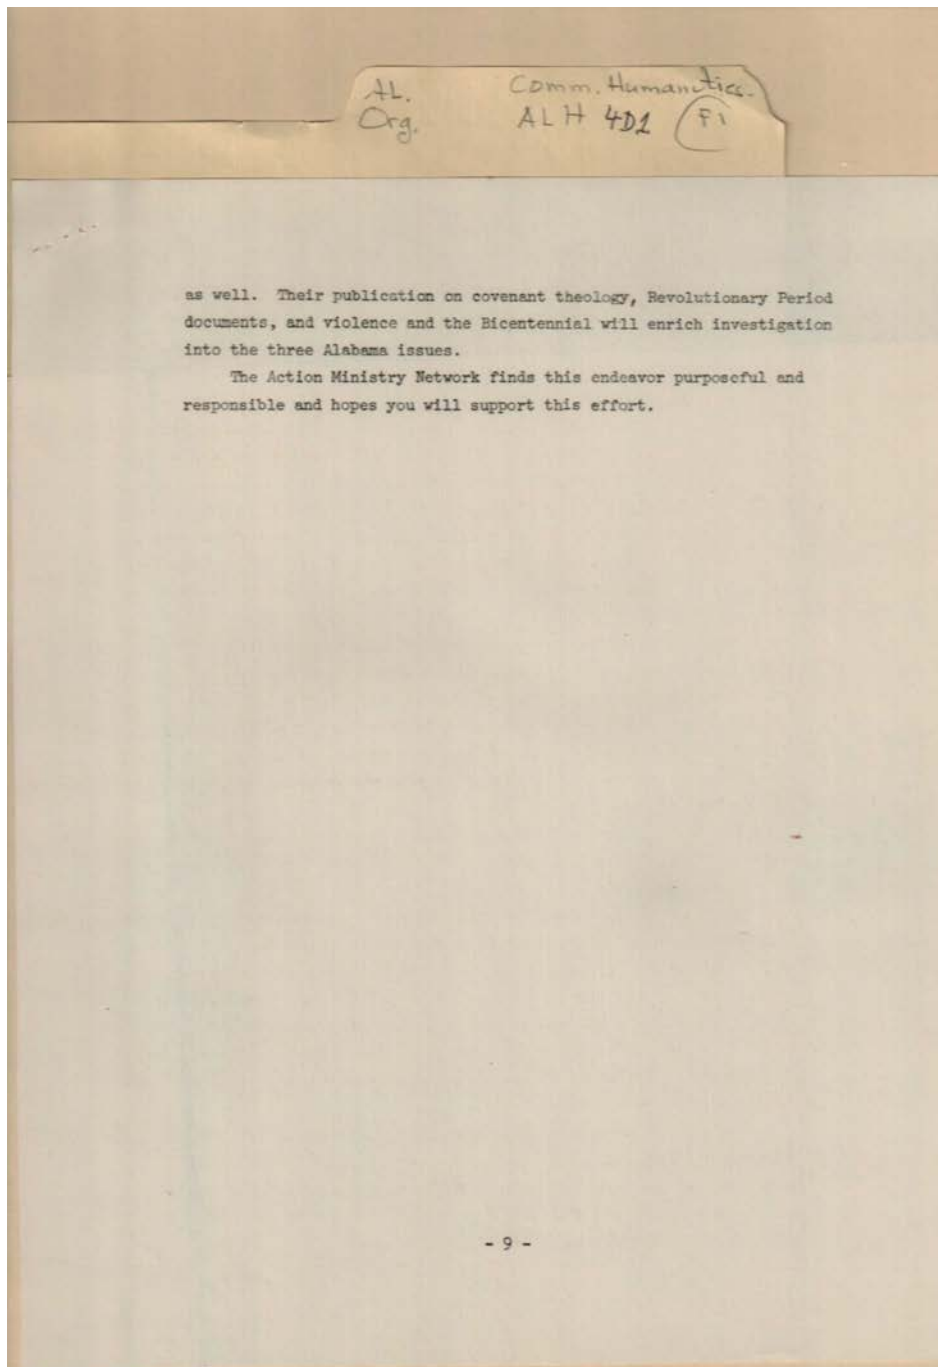 AL. Comm. Humanities.
Org. ALH 4D1 F1
as well. Their publication on covenant theology, Revolutionary Period
documents, and violence and the Bicentennial will enrich investigation
into the three Alabama issues.
The Action Ministry Network finds this endeavor purposeful and
responsible and hopes you will support this effort.
- 9 -